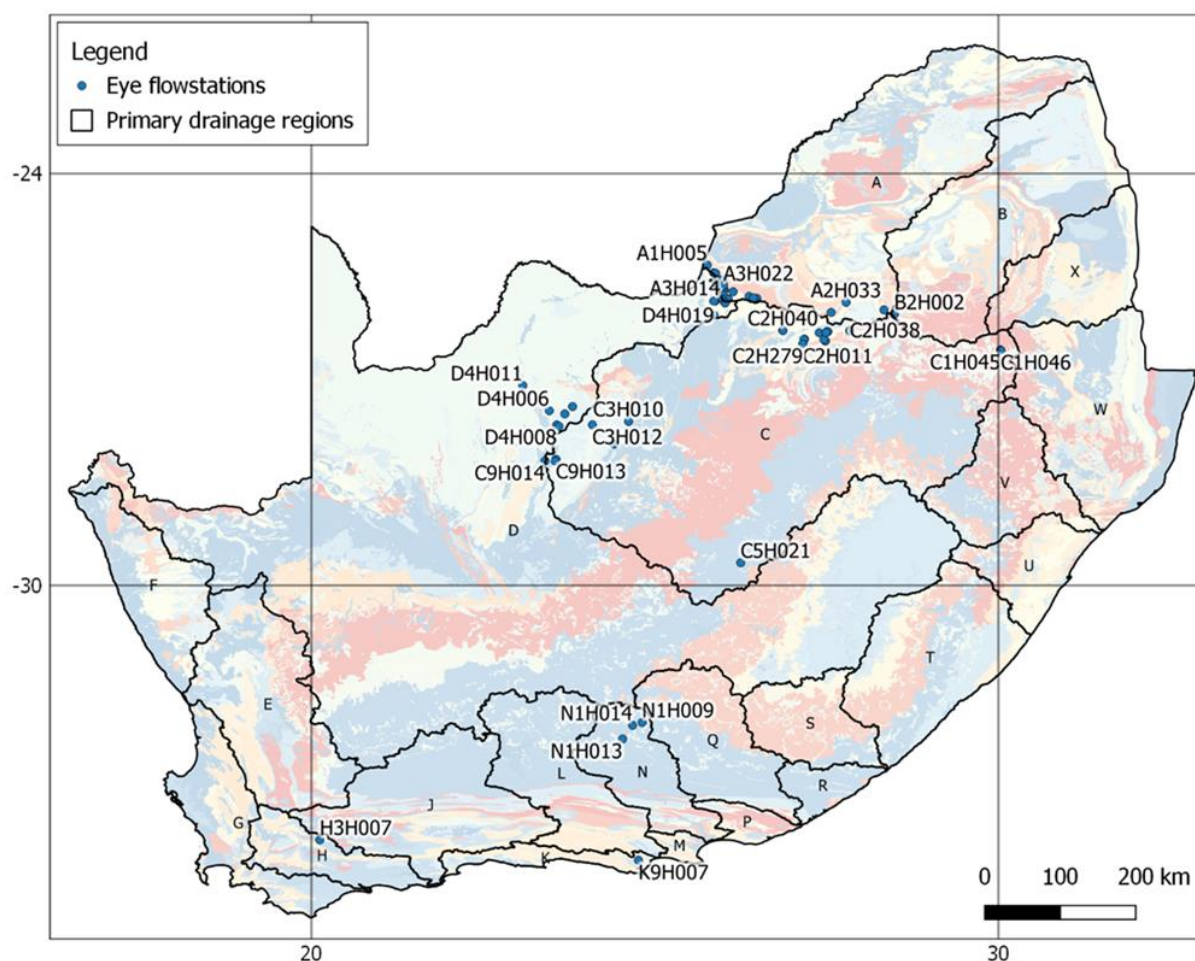 Legend
Eye flowstations
Primary drainage regions
-24
A
B
X
A1H005
A3H022
A3H014
A2H033
B2H002
D4H019
C2H040
C2H038
C2H279
C2H011
C1H045
C1H046
D4H011
D4H006
C3H010
W
D4H008
C3H012
C
C9H014
C9H013
V
D
C5H021
-30
U
F
T
E
N1H014
N1H009
S
Q
N1H013
L
N
R
J
G
H3H007
P
H
M
K
K9H007
0 100 200 km
20
30